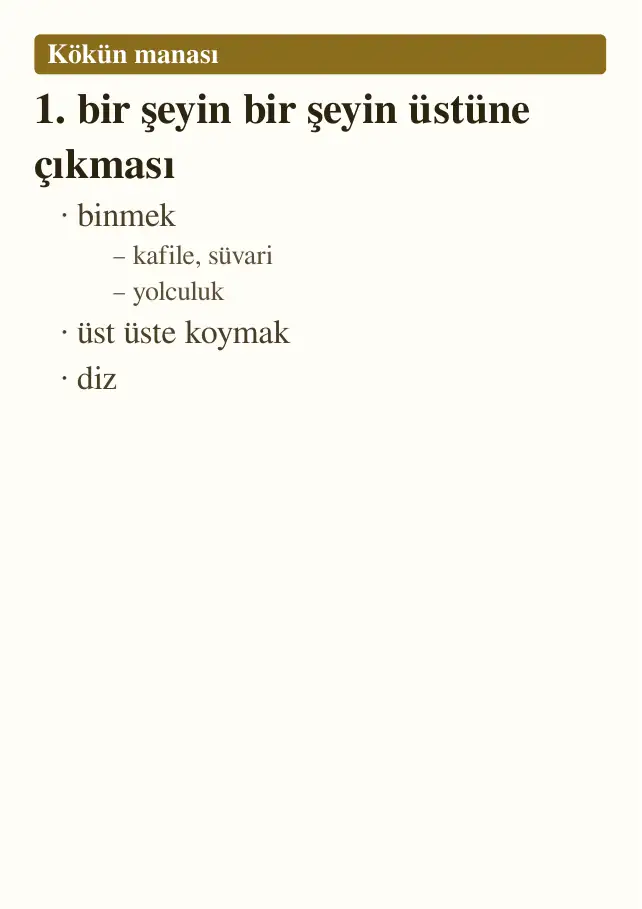 Kökün manası
1. bir şeyin bir şeyin üstüne
çıkması
· binmek
– kafile, süvari
– yolculuk
· üst üste koymak
· diz